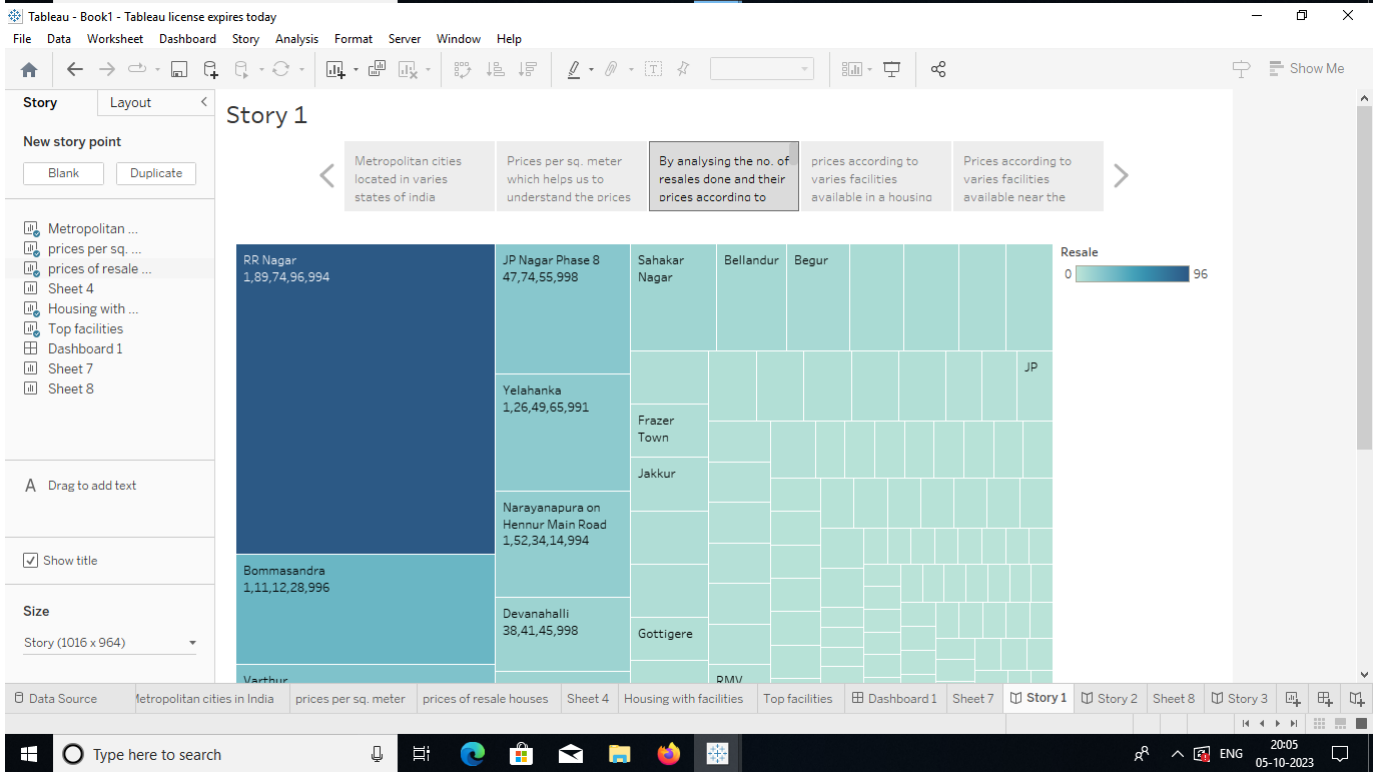 Tableau - Book1 - Tableau license expires today
File Data Worksheet Dashboard Story Analysis Format Server Window Help
Show Me
Story Layout
New story point
Blank Duplicate
Metropolitan ...
prices per sq. ...
prices of resale ...
Sheet 4
Housing with ...
Top facilities
Dashboard 1
Sheet 7
Sheet 8
A Drag to add text
Show title
Size
Story (1016 x 964)
Story 1
Metropolitan cities
located in varies
states of india
Prices per sq. meter
which helps us to
understand the prices
By analysing the no. of
resales done and their
prices according to
prices according to
varies facilities
available in a housing
Prices according to
varies facilities
available near the
RR Nagar
1,89,74,96,994
Bommasandra
1,11,12,28,996
Varthur
JP Nagar Phase 8
47,74,55,998
Yelahanka
1,26,49,65,991
Narayanapura on
Hennur Main Road
1,52,34,14,994
Devanahalli
38,41,45,998
Sahakar
Nagar
Bellandur
Begur
JP
Frazer
Town
Jakkur
Gottigere
RMV
Resale
0 96
Data Source Metropolitan cities in India prices per sq. meter prices of resale houses Sheet 4 Housing with facilities Top facilities Dashboard 1 Sheet 7 Story 1 Story 2 Sheet 8 Story 3
Type here to search
ENG
20:05
05-10-2023